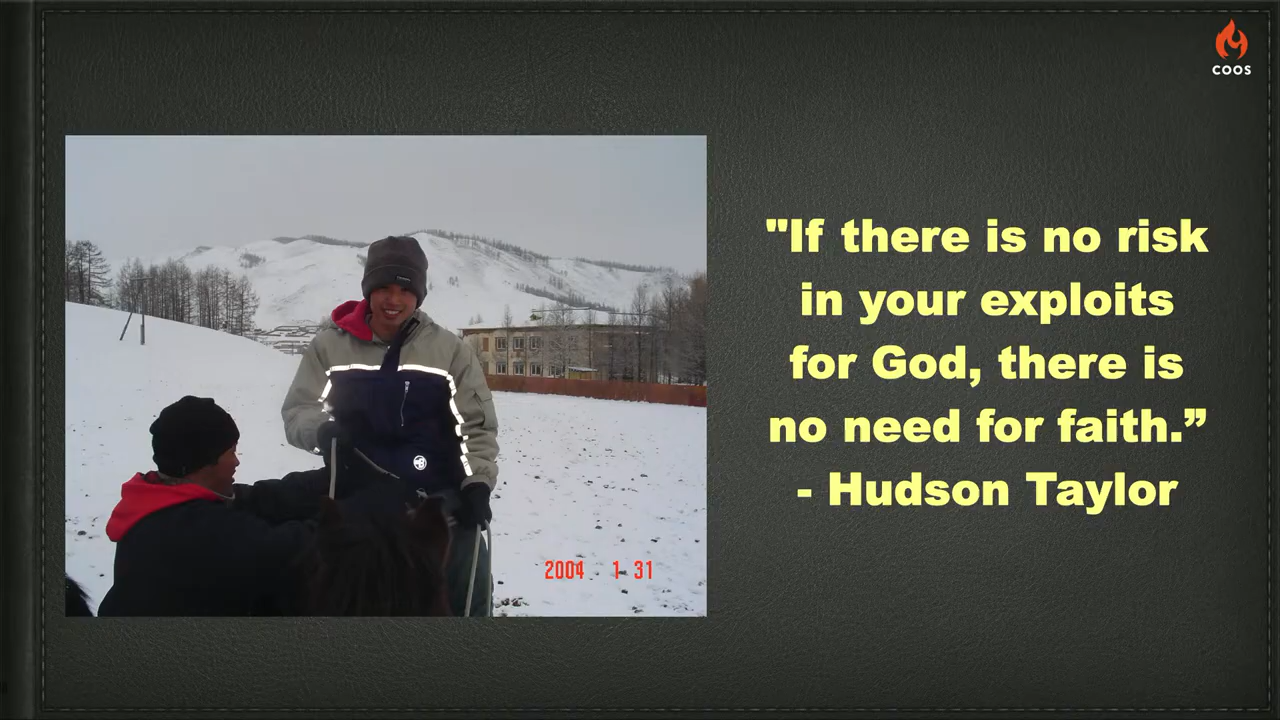 COOS
"If there is no risk
in your exploits
for God, there is
no need for faith.”
- Hudson Taylor
2004 1 31